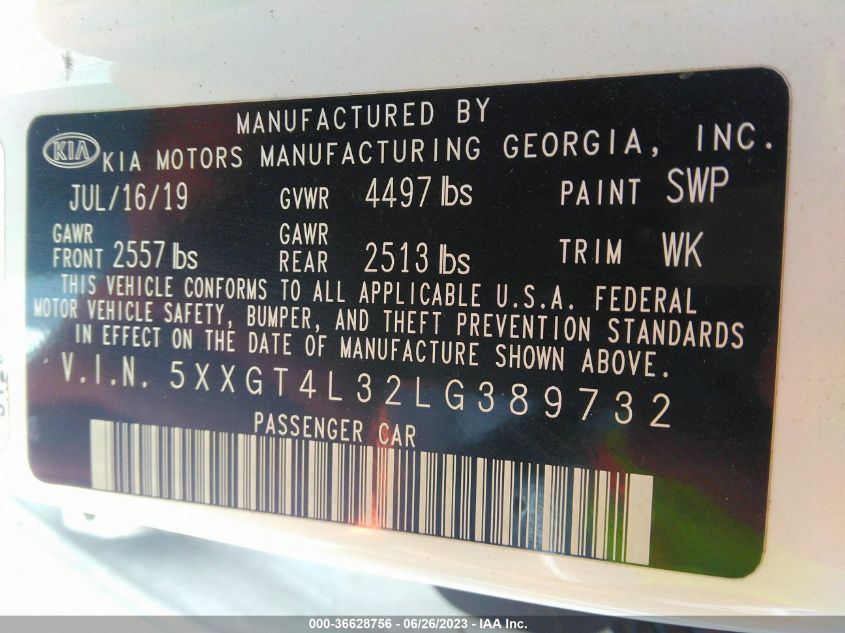 MANUFACTURED BY
KIA KIA MOTORS MANUFACTURING GEORGIA, INC.
JUL/16/19 GVWR 4497 lbs PAINT SWP
GAWR FRONT 2557 lbs GAWR REAR 2513 lbs TRIM WK
THIS VEHICLE CONFORMS TO ALL APPLICABLE U.S.A. FEDERAL
MOTOR VEHICLE SAFETY, BUMPER, AND THEFT PREVENTION STANDARDS
IN EFFECT ON THE DATE OF MANUFACTURE SHOWN ABOVE.
V.I.N. 5XXGT4L32LG389732
PASSENGER CAR
000-36628756 - 06/26/2023 - © IAA Inc.